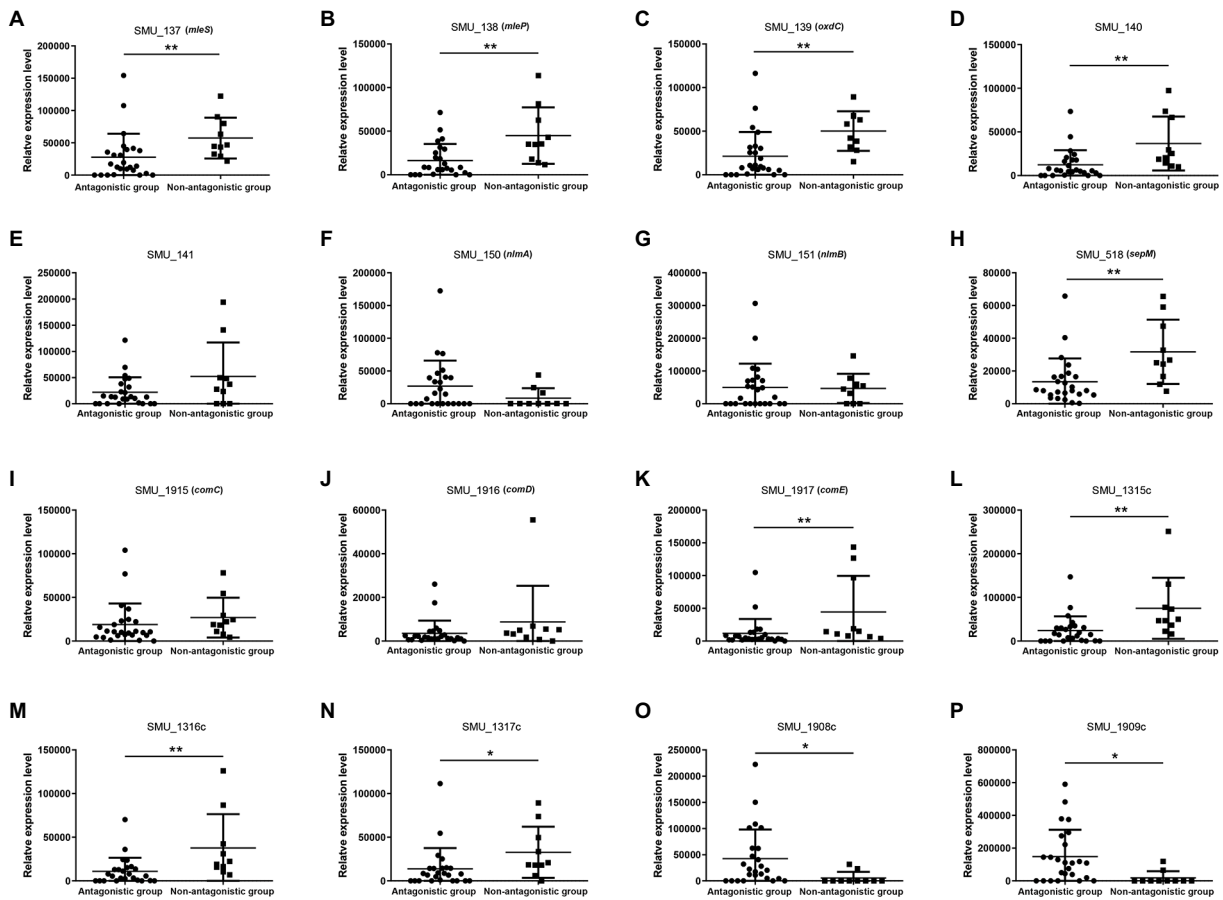 A
SMU_137 (mleS)
Relatve expression level
200000
150000
100000
50000
0
**
Antagonistic group Non-antagonistic group
B
SMU_138 (mleP)
Relatve expression level
150000
100000
50000
0
**
Antagonistic group Non-antagonistic group
C
SMU_139 (oxdC)
Relatve expression level
150000
100000
50000
0
**
Antagonistic group Non-antagonistic group
D
SMU_140
Relatve expression level
150000
100000
50000
0
**
Antagonistic group Non-antagonistic group
E
SMU_141
Relatve expression level
250000
200000
150000
100000
50000
0
Antagonistic group Non-antagonistic group
F
SMU_150 (nlmA)
Relatve expression level
200000
150000
100000
50000
0
Antagonistic group Non-antagonistic group
G
SMU_151 (nlmB)
Relatve expression level
400000
300000
200000
100000
0
Antagonistic group Non-antagonistic group
H
SMU_518 (sepM)
Relatve expression level
80000
60000
40000
20000
0
**
Antagonistic group Non-antagonistic group
I
SMU_1915 (comC)
Relatve expression level
150000
100000
50000
0
Antagonistic group Non-antagonistic group
J
SMU_1916 (comD)
Relatve expression level
60000
40000
20000
0
Antagonistic group Non-antagonistic group
K
SMU_1917 (comE)
Relatve expression level
200000
150000
100000
50000
0
**
Antagonistic group Non-antagonistic group
L
SMU_1315c
Relatve expression level
300000
200000
100000
0
**
Antagonistic group Non-antagonistic group
M
SMU_1316c
Relatve expression level
150000
100000
50000
0
**
Antagonistic group Non-antagonistic group
N
SMU_1317c
Relatve expression level
150000
100000
50000
0
*
Antagonistic group Non-antagonistic group
O
SMU_1908c
Relatve expression level
250000
200000
150000
100000
50000
0
*
Antagonistic group Non-antagonistic group
P
SMU_1909c
Relatve expression level
800000
600000
400000
200000
0
*
Antagonistic group Non-antagonistic group